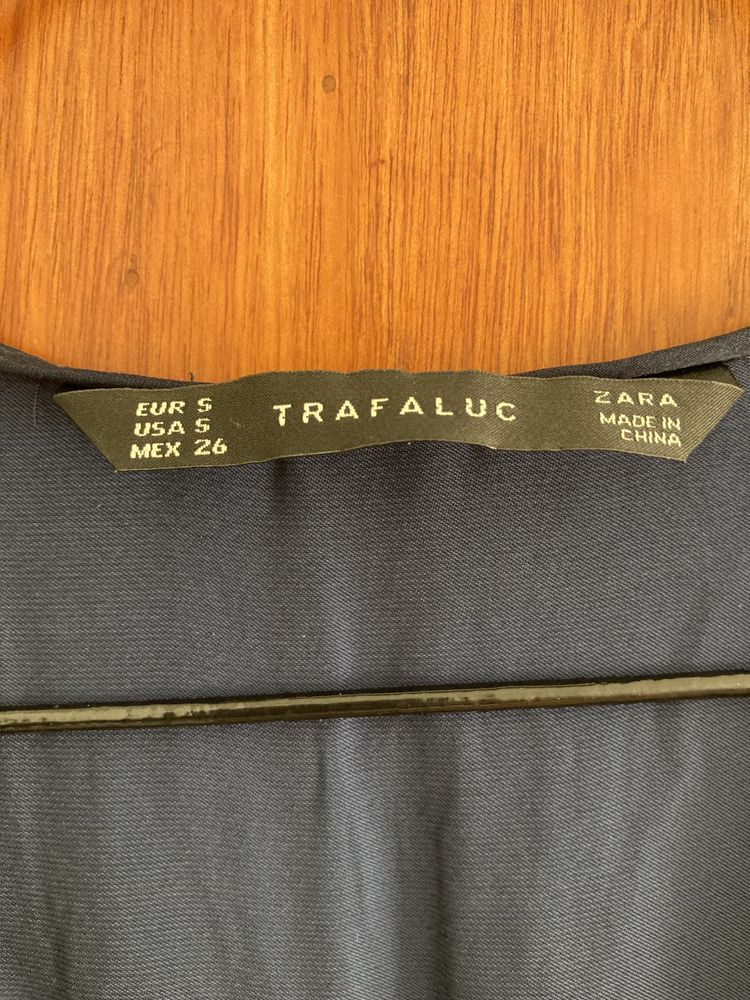 EUR S
USA S
MEX 26
TRAFALUC
ZARA
MADE IN
CHINA